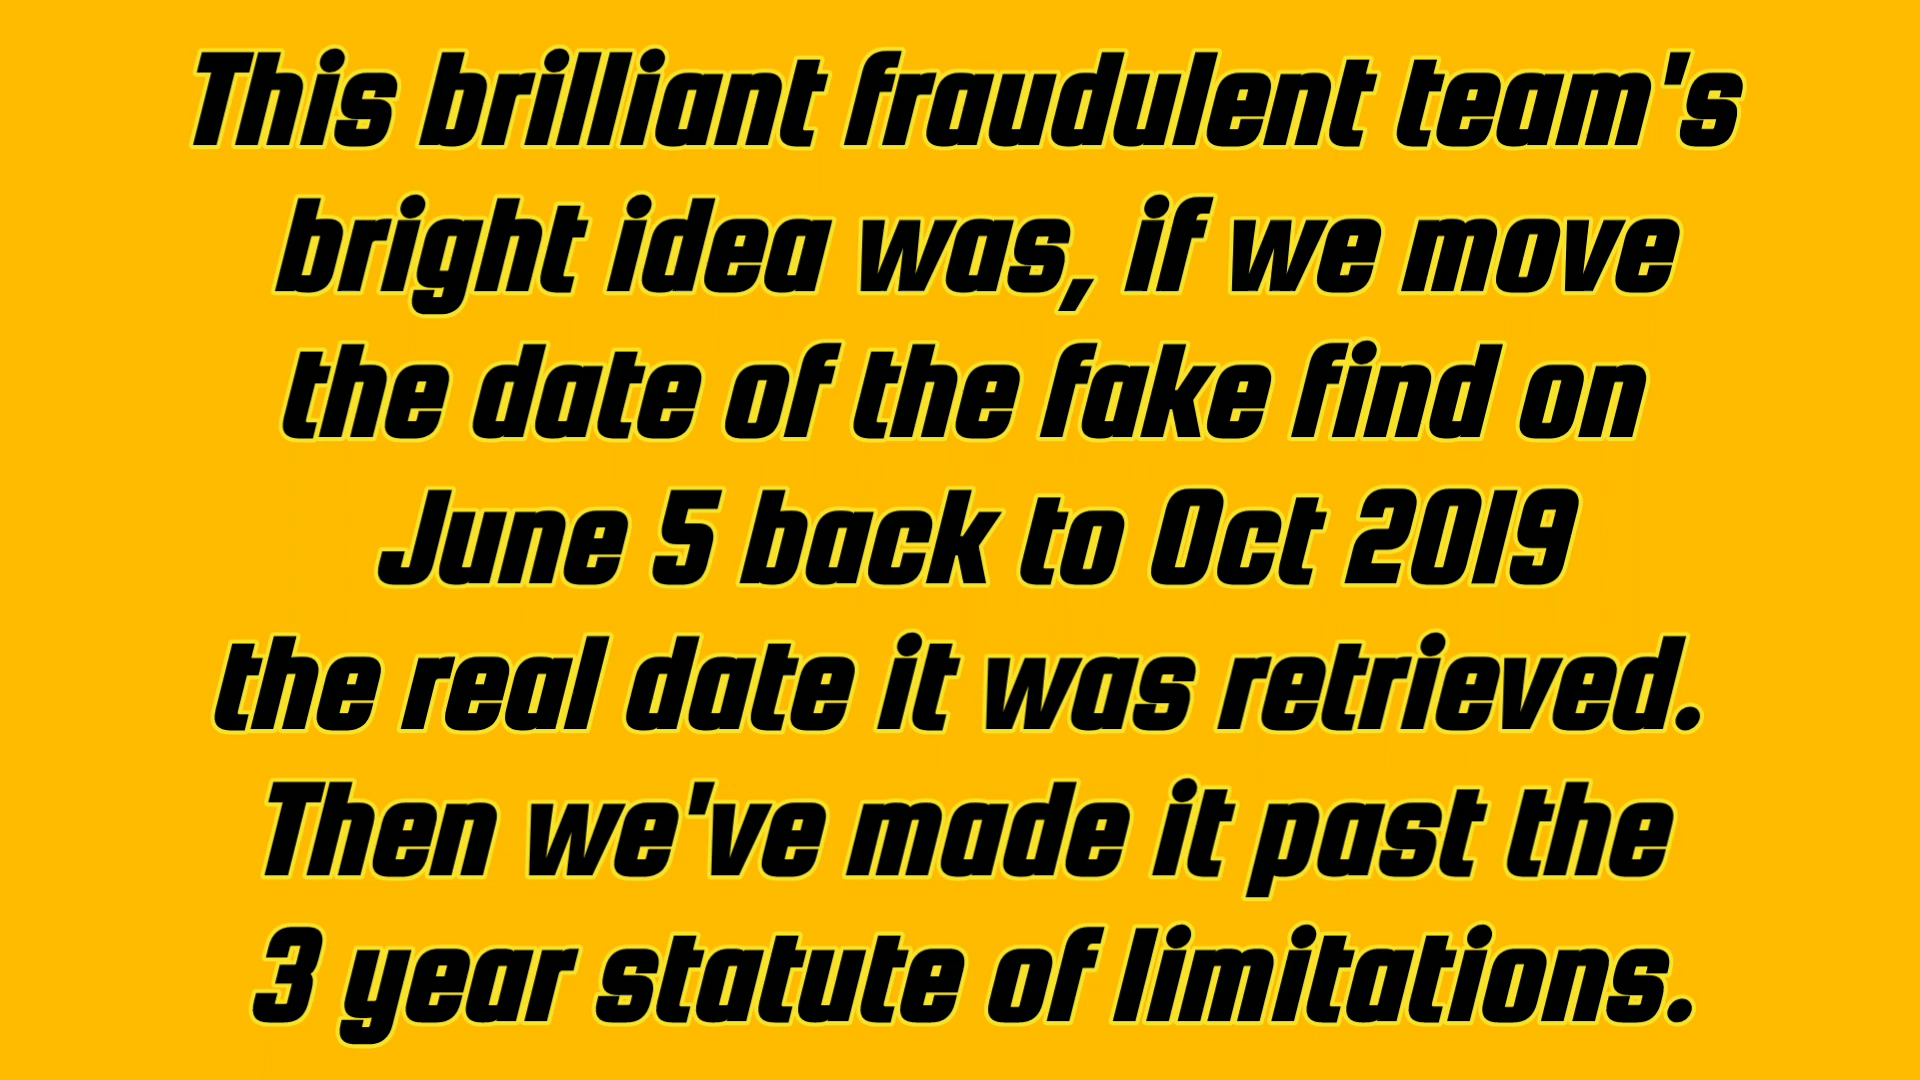 This brilliant fraudulent team's
bright idea was, if we move
the date of the fake find on
June 5 back to Oct 2019
the real date it was retrieved.
Then we've made it past the
3 year statute of limitations.